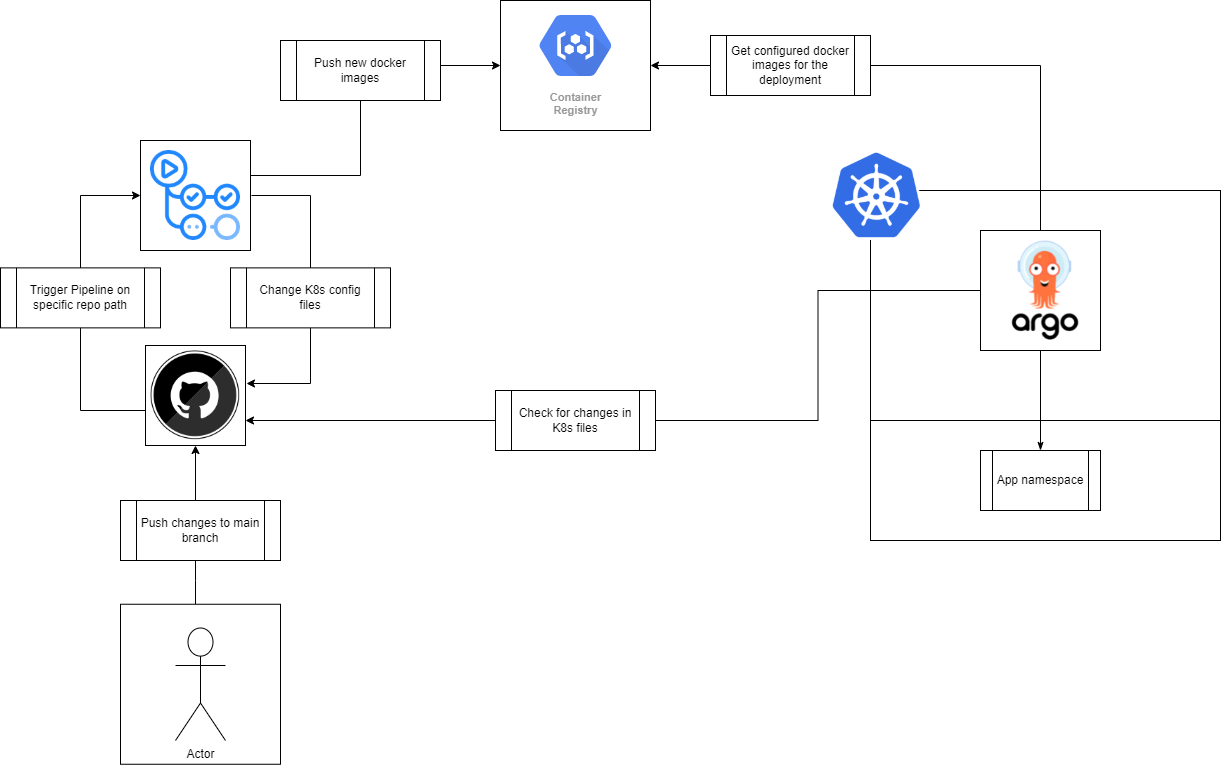 Push new docker
images
Container
Registry
Get configured docker
images for the
deployment
Trigger Pipeline on
specific repo path
Change K8s config
files
argo
Check for changes in
K8s files
App namespace
Push changes to main
branch
Actor